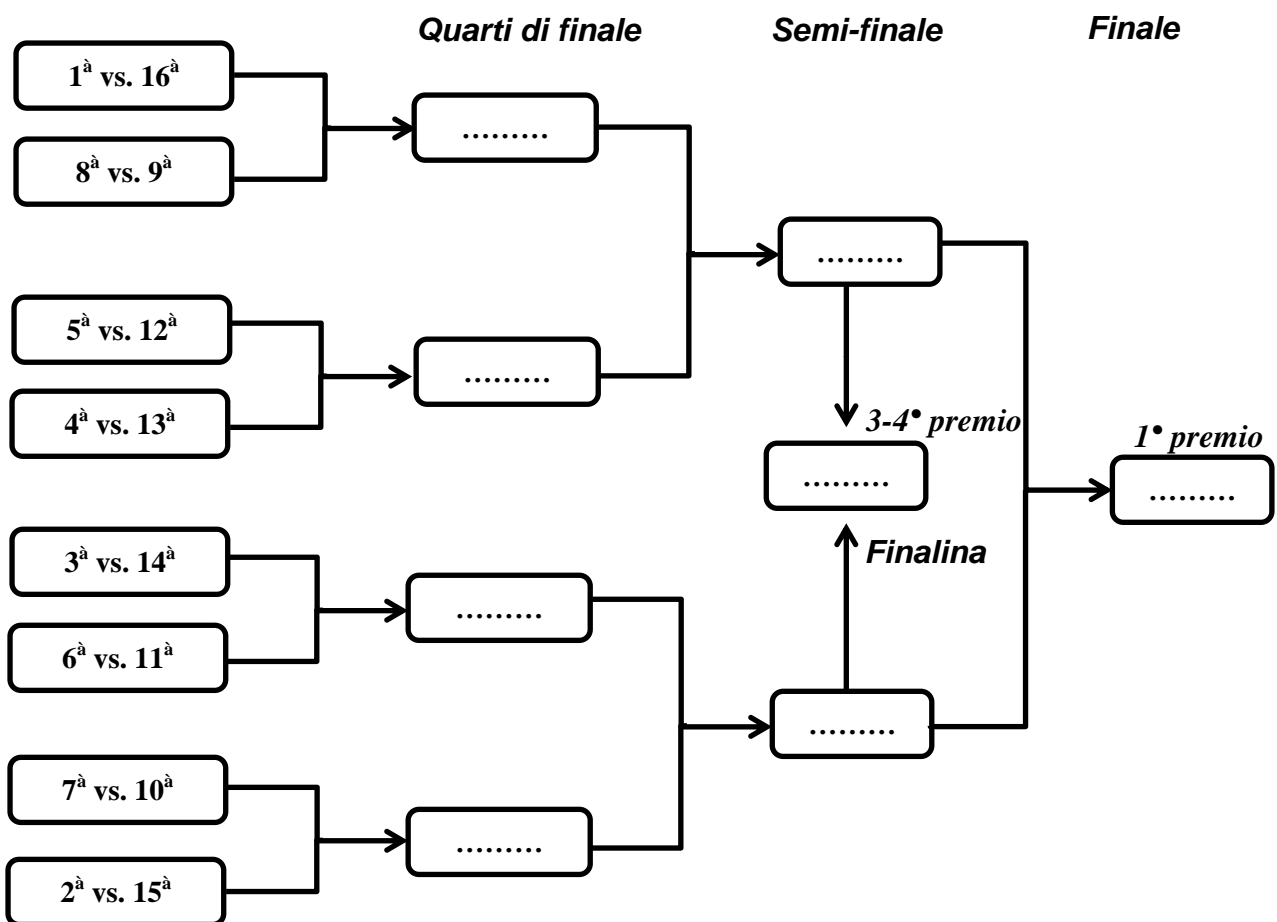 Quarti di finale Semi-finale Finale
1à vs. 16à
.........
8à vs. 9à
.........
5à vs. 12à
.........
4à vs. 13à
3-4• premio
1• premio
.........
.........
3à vs. 14à
Finalina
.........
6à vs. 11à
.........
7à vs. 10à
.........
2à vs. 15à